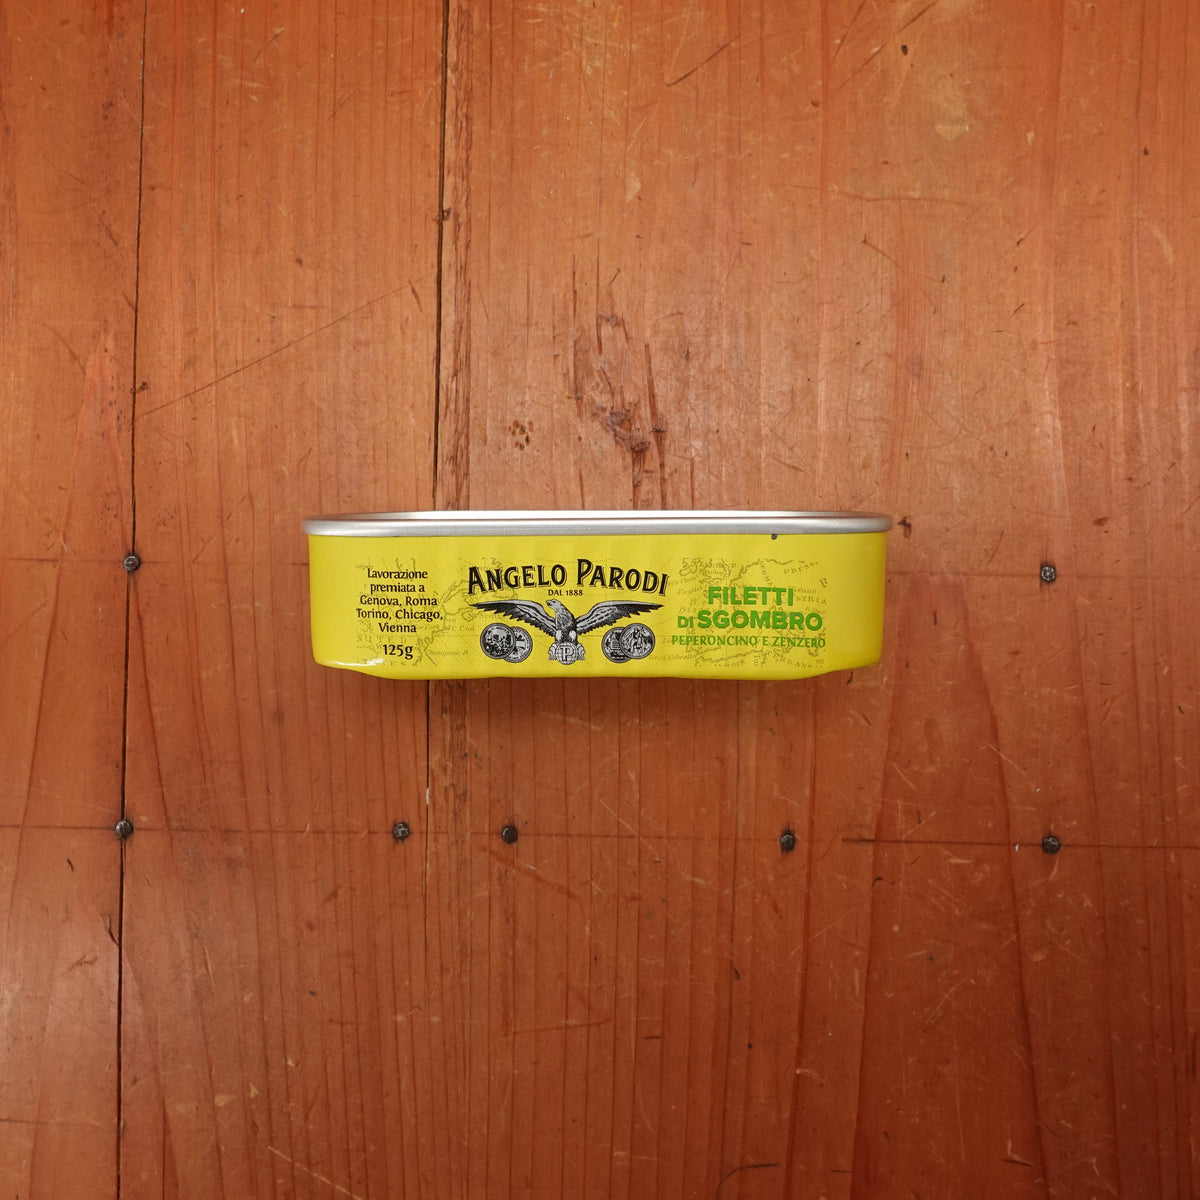 Lavorazione
premiata a
Genova, Roma
Torino, Chicago,
Vienna
125g
ANGELO PARODI
DAL 1888
P
FILETTI
DI SGOMBRO
PEPERONCINO E ZENZERO